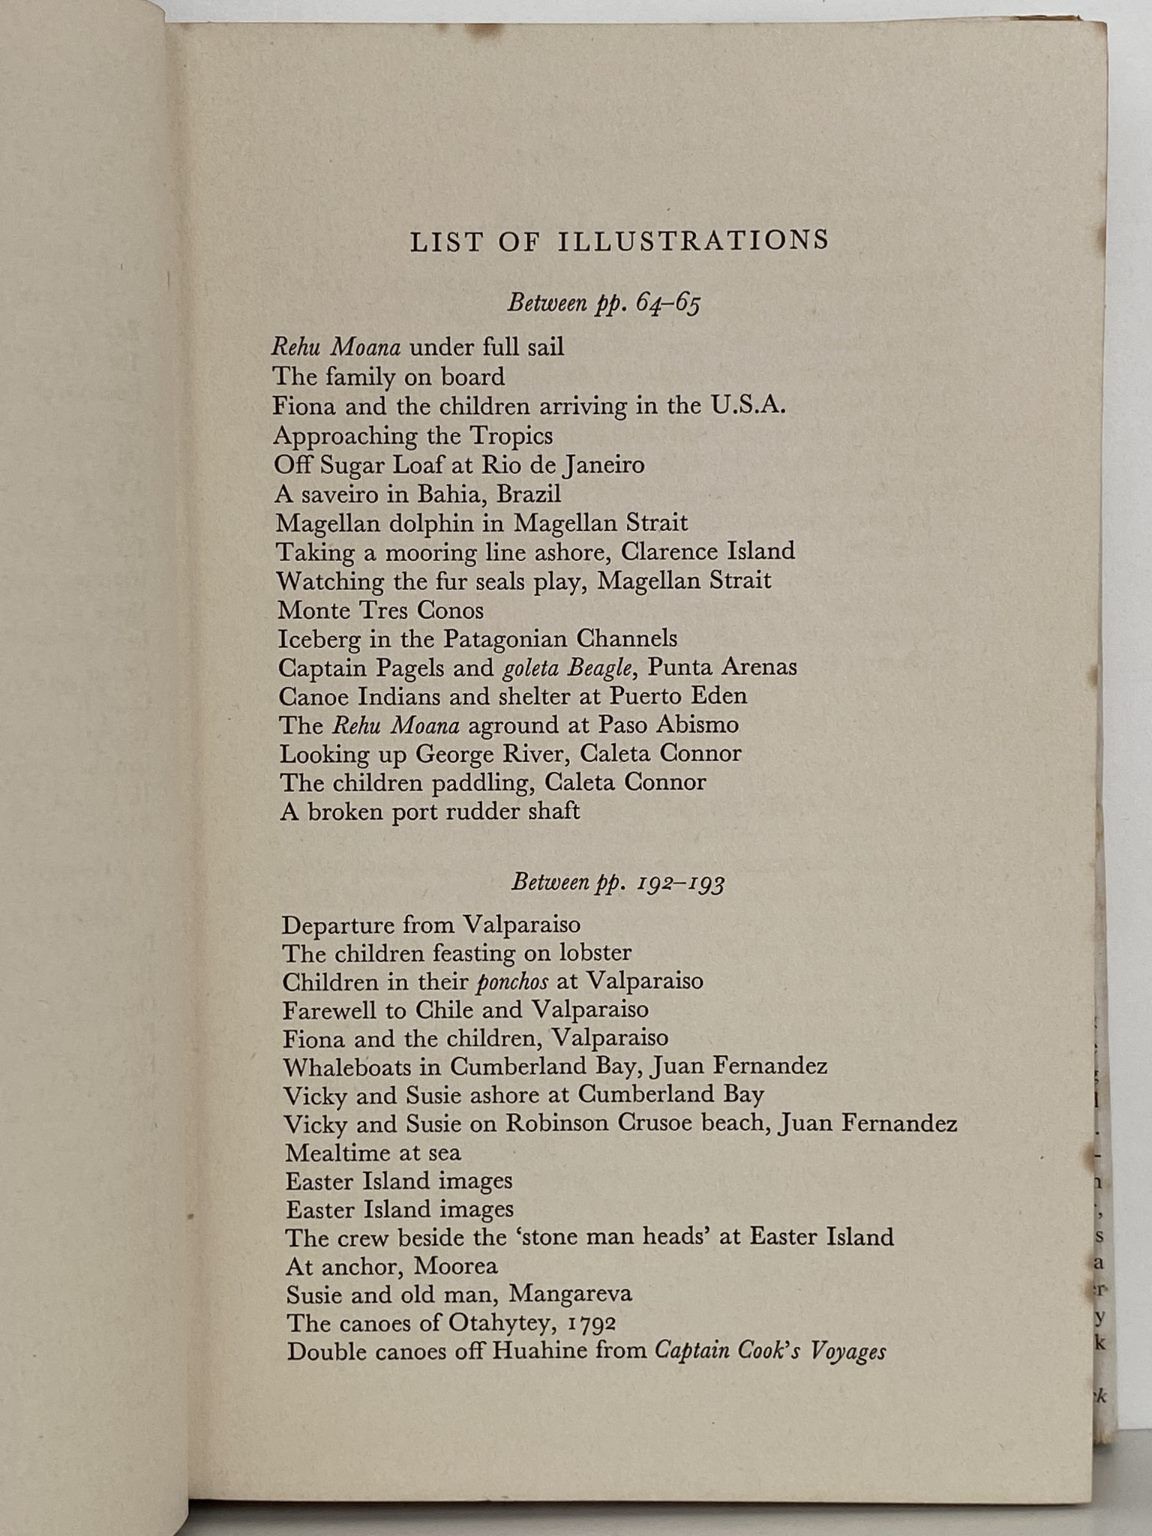 LIST OF ILLUSTRATIONS
Between pp. 64–65
Rehu Moana under full sail
The family on board
Fiona and the children arriving in the U.S.A.
Approaching the Tropics
Off Sugar Loaf at Rio de Janeiro
A saveiro in Bahia, Brazil
Magellan dolphin in Magellan Strait
Taking a mooring line ashore, Clarence Island
Watching the fur seals play, Magellan Strait
Monte Tres Conos
Iceberg in the Patagonian Channels
Captain Pagels and goleta Beagle, Punta Arenas
Canoe Indians and shelter at Puerto Eden
The Rehu Moana aground at Paso Abismo
Looking up George River, Caleta Connor
The children paddling, Caleta Connor
A broken port rudder shaft
Between pp. 192–193
Departure from Valparaiso
The children feasting on lobster
Children in their ponchos at Valparaiso
Farewell to Chile and Valparaiso
Fiona and the children, Valparaiso
Whaleboats in Cumberland Bay, Juan Fernandez
Vicky and Susie ashore at Cumberland Bay
Vicky and Susie on Robinson Crusoe beach, Juan Fernandez
Mealtime at sea
Easter Island images
Easter Island images
The crew beside the ‘stone man heads’ at Easter Island
At anchor, Moorea
Susie and old man, Mangareva
The canoes of Otahytey, 1792
Double canoes off Huahine from Captain Cook's Voyages